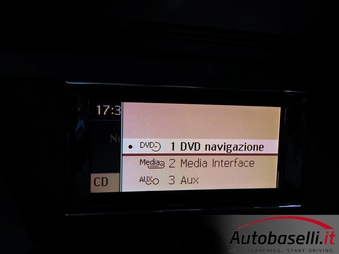 17:3
DVD 1 DVD navigazione
Media 2 Media Interface
AUX 3 Aux
CD
Autobaselli.it